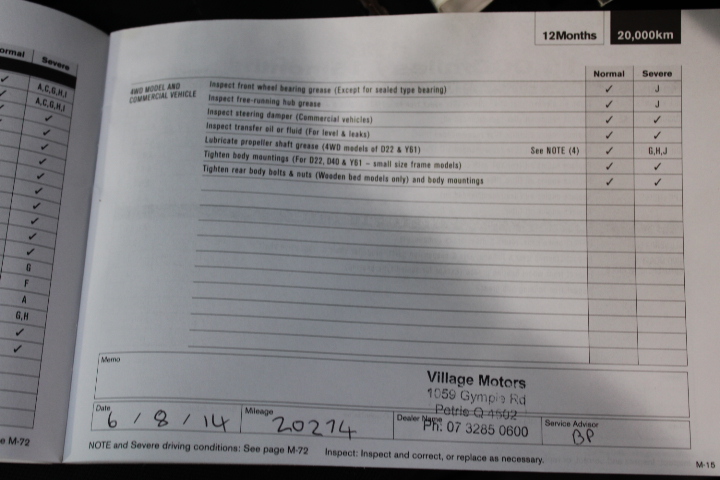 ormal Severe
✓ A,C,G,H,I
✓ A,C,G,H,I
✓ ✓
✓
✓
✓
✓
✓
✓
✓
✓
✓
G
F
A
G,H
✓
✓
e M-72
12Months 20,000km
Normal Severe
4WD MODEL AND COMMERCIAL VEHICLE
Inspect front wheel bearing grease (Except for sealed type bearing) ✓ J
Inspect free-running hub grease ✓ J
Inspect steering damper (Commercial vehicles) ✓ ✓
Inspect transfer oil or fluid (For level & leaks) ✓ ✓
Lubricate propeller shaft grease (4WD models of D22 & Y61) See NOTE (4) ✓ G,H,J
Tighten body mountings (For D22, D40 & Y61 – small size frame models) ✓ ✓
Tighten rear body bolts & nuts (Wooden bed models only) and body mountings ✓ ✓
Memo
Village Motors
1059 Gympie Rd
Petrie Q 4502
PH: 07 3285 0600
Date 6 / 8 / 14 Mileage 20274 Dealer Name Service Advisor BP
NOTE and Severe driving conditions: See page M-72 Inspect: Inspect and correct, or replace as necessary.
M-15